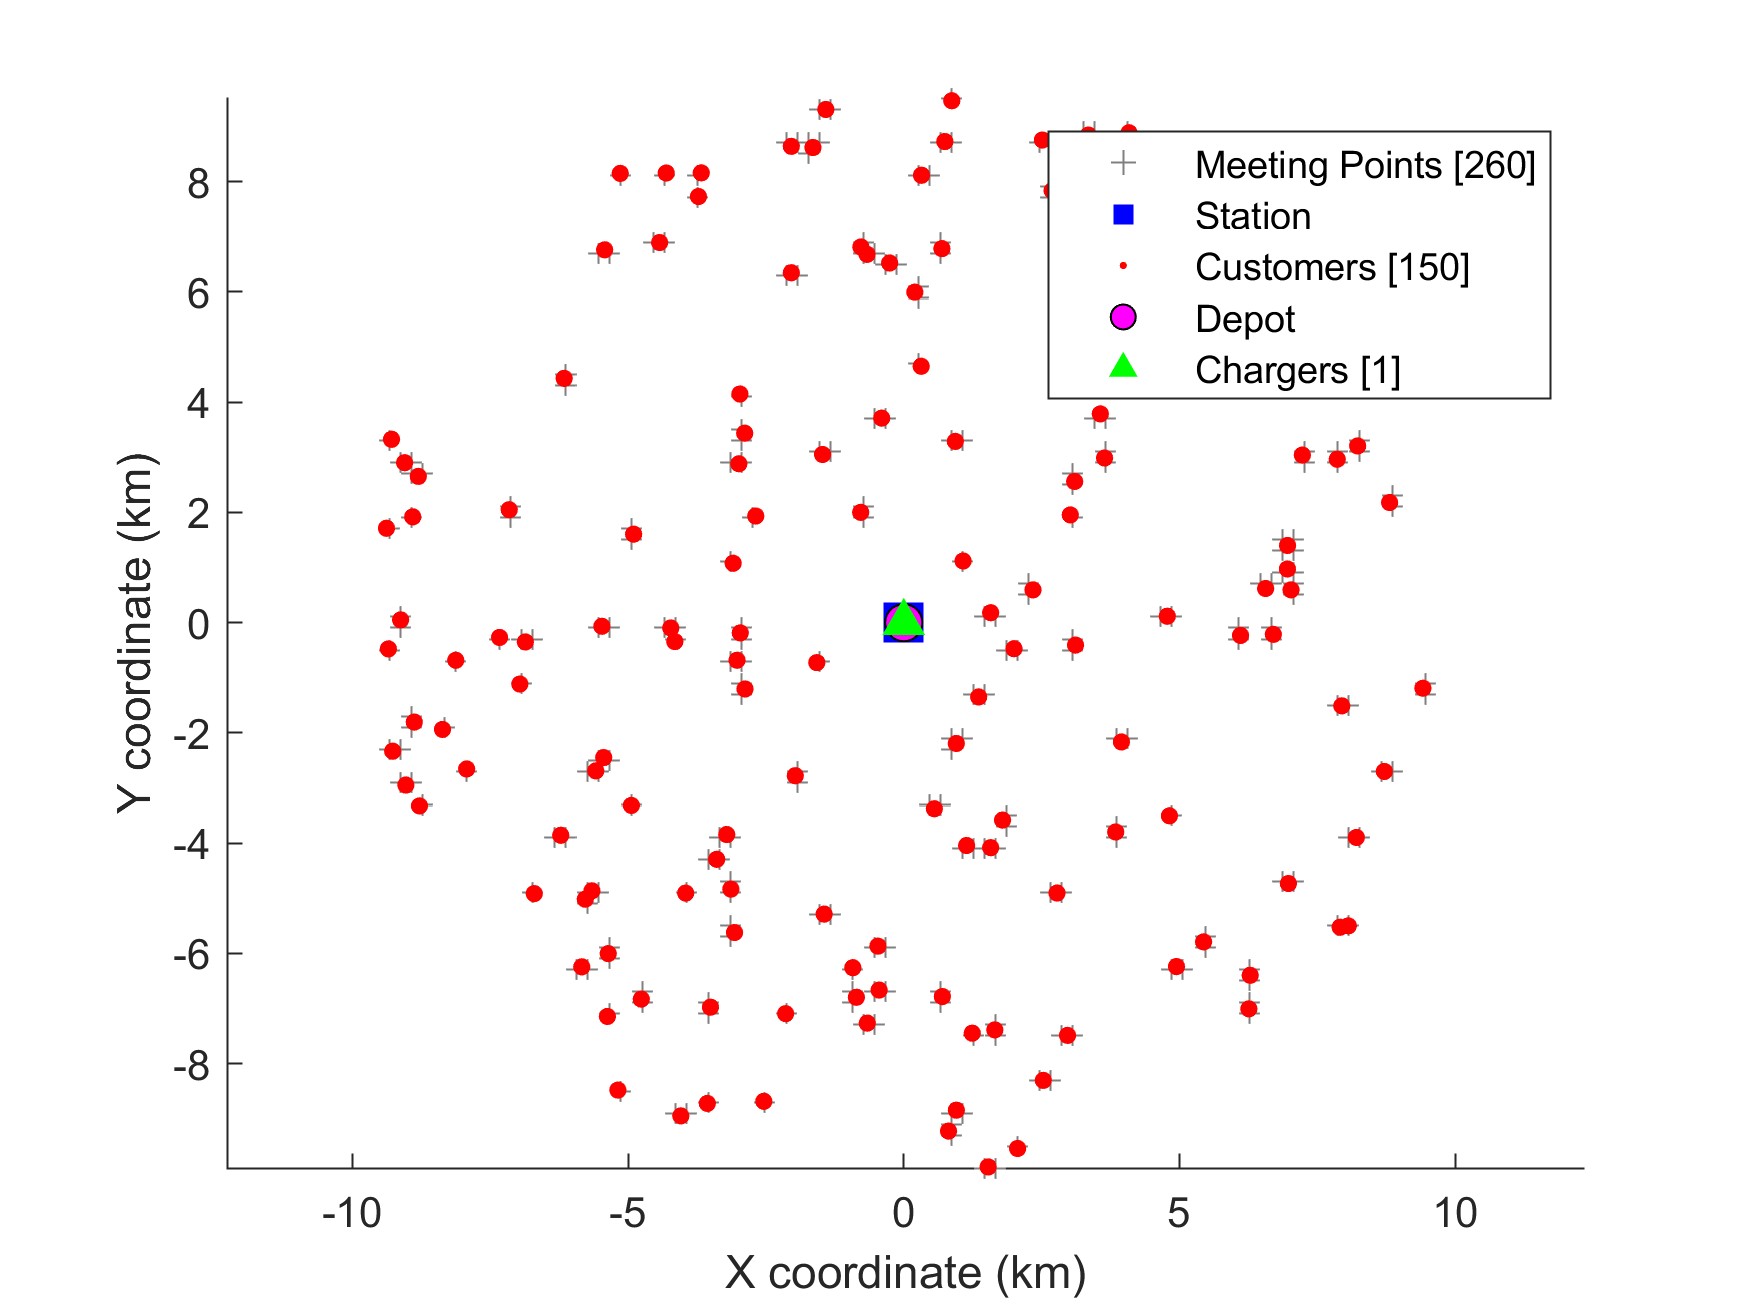 Meeting Points [260]
Station
Customers [150]
Depot
Chargers [1]
8
6
4
2
0
-2
-4
-6
-8
Y coordinate (km)
-10
-5
0
5
10
X coordinate (km)